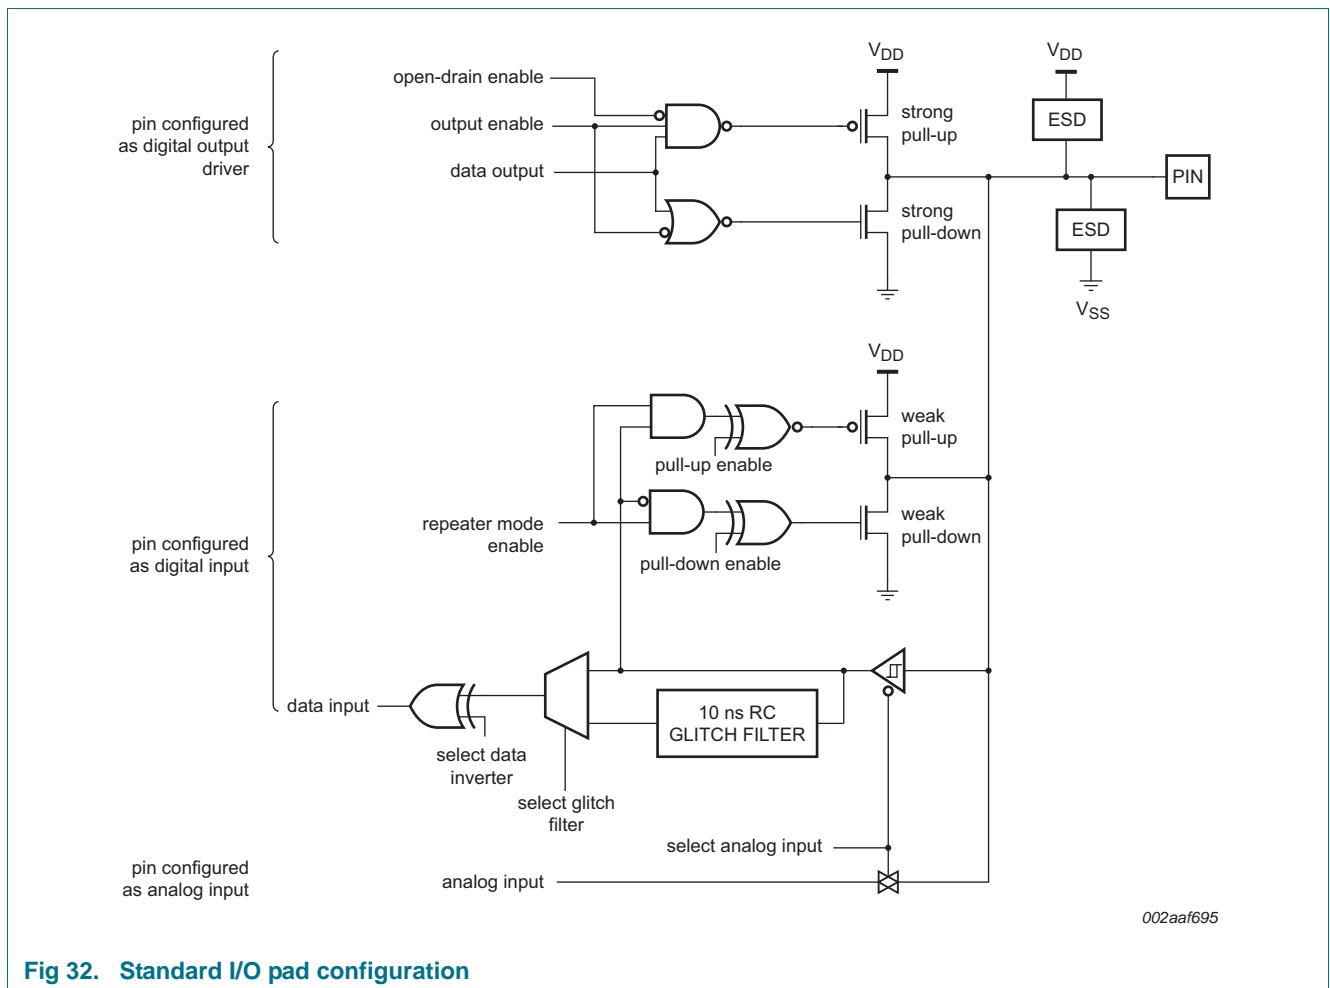 VDD
VDD
open-drain enable
strong
pull-up
ESD
pin configured
as digital output
driver
output enable
data output
PIN
strong
pull-down
ESD
VSS
VDD
weak
pull-up
pull-up enable
repeater mode
enable
weak
pull-down
pin configured
as digital input
pull-down enable
data input
10 ns RC
GLITCH FILTER
select data
inverter
select glitch
filter
select analog input
pin configured
as analog input
analog input
002aaf695
Fig 32. Standard I/O pad configuration